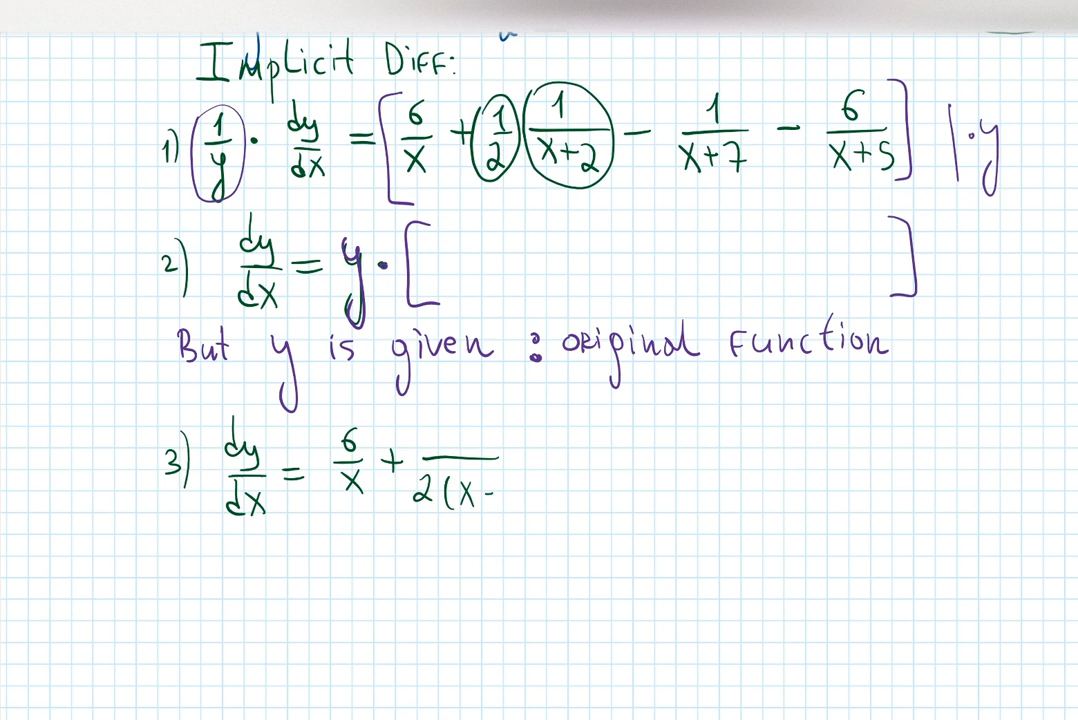 Implicit Diff:
1) 1/y · dy/dx = [6/x + 1/2 1/(x+2) - 1/(x+7) - 6/(x+5)] | · y
2) dy/dx = y · [ ]
But y is given : original function
3) dy/dx = 6/x + /2(x -